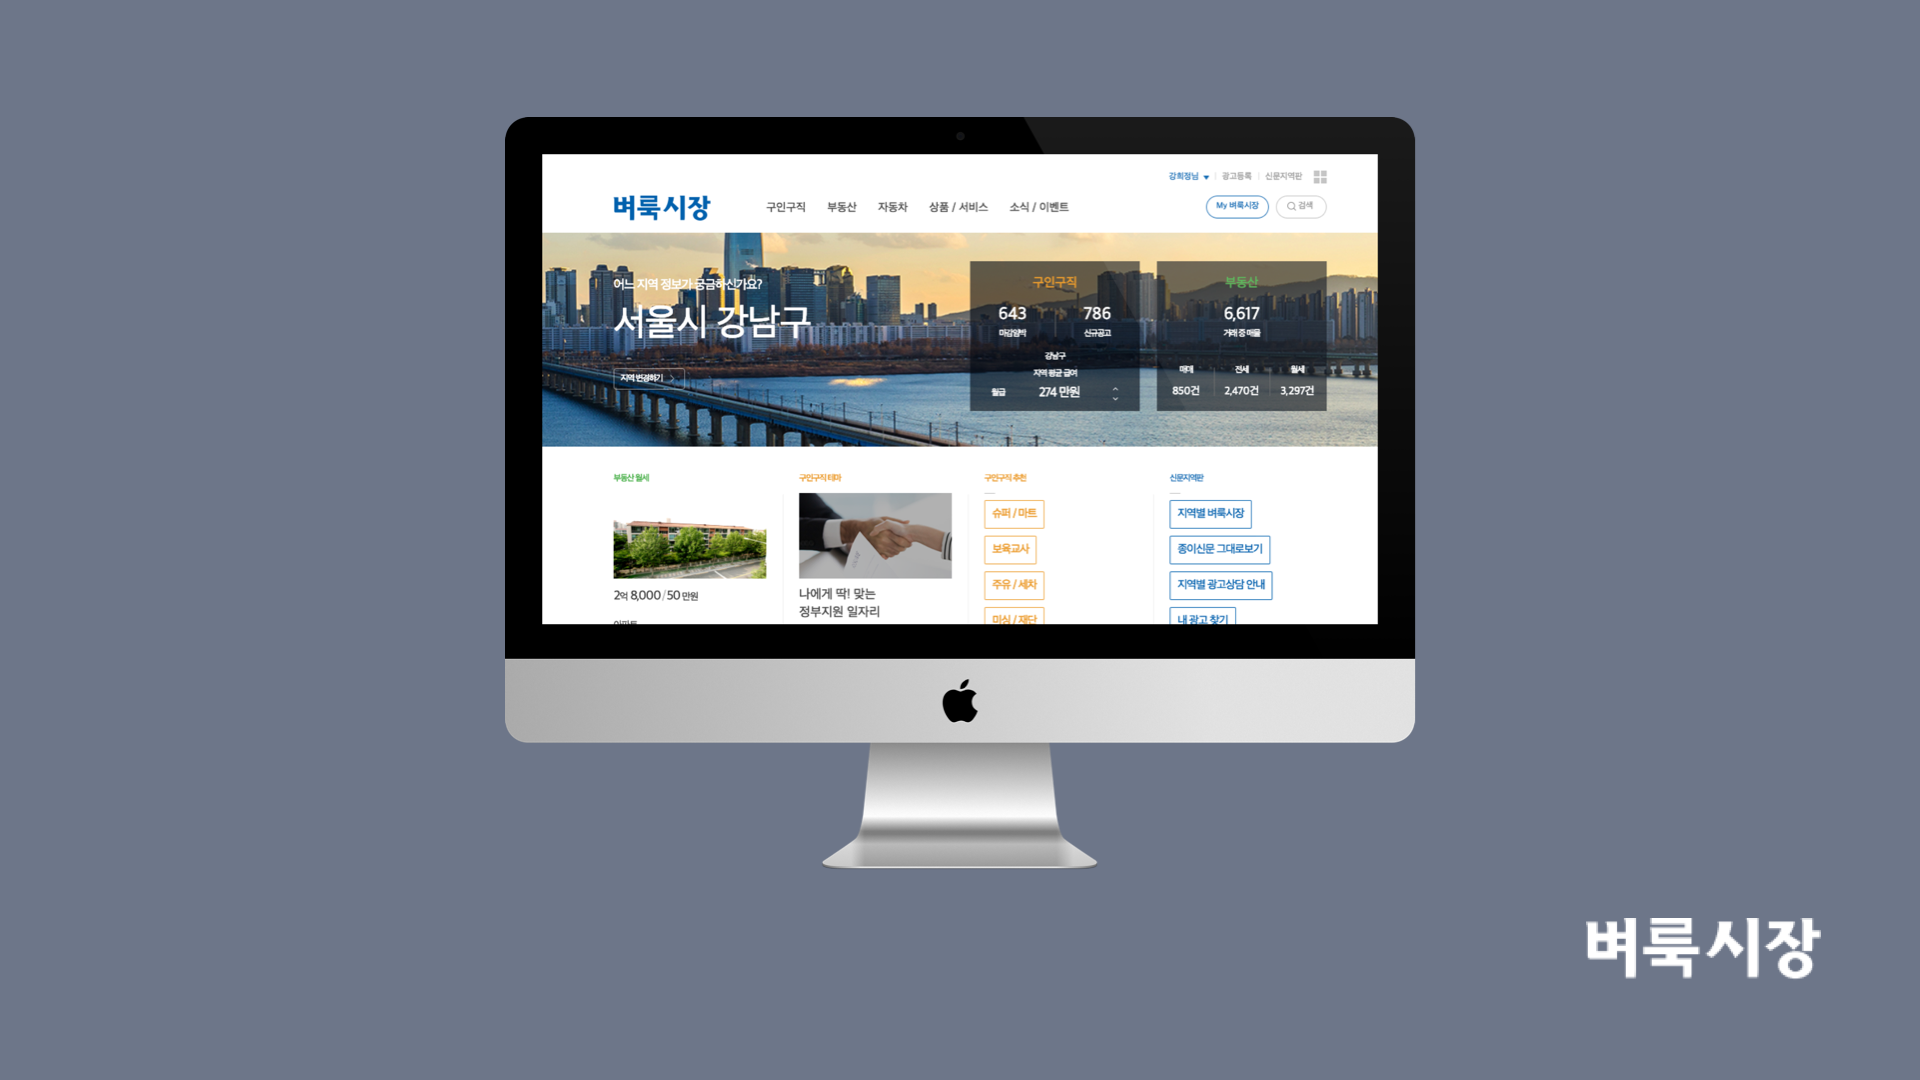 강희정님 광고등록 신문지역판
벼룩시장 구인구직 부동산 자동차 상품 / 서비스 소식 / 이벤트 My 벼룩시장 검색
어느 지역 정보가 궁금하신가요?
서울시 강남구
지역 변경하기
구인구직
643 786
마감임박 신규공고
강남구
지역 평균 급여
월급 274 만원
부동산
6,617
거래 중 매물
매매 전세 월세
850건 2,470건 3,297건
부동산 월세
2억 8,000 / 50 만원
아파트
구인구직 테마
나에게 딱! 맞는
정부지원 일자리
구인구직 추천
슈퍼 / 마트
보육교사
주유 / 세차
미싱 / 재단
신문지역판
지역별 벼룩시장
종이신문 그대로보기
지역별 광고상담 안내
내 광고 찾기
벼룩시장